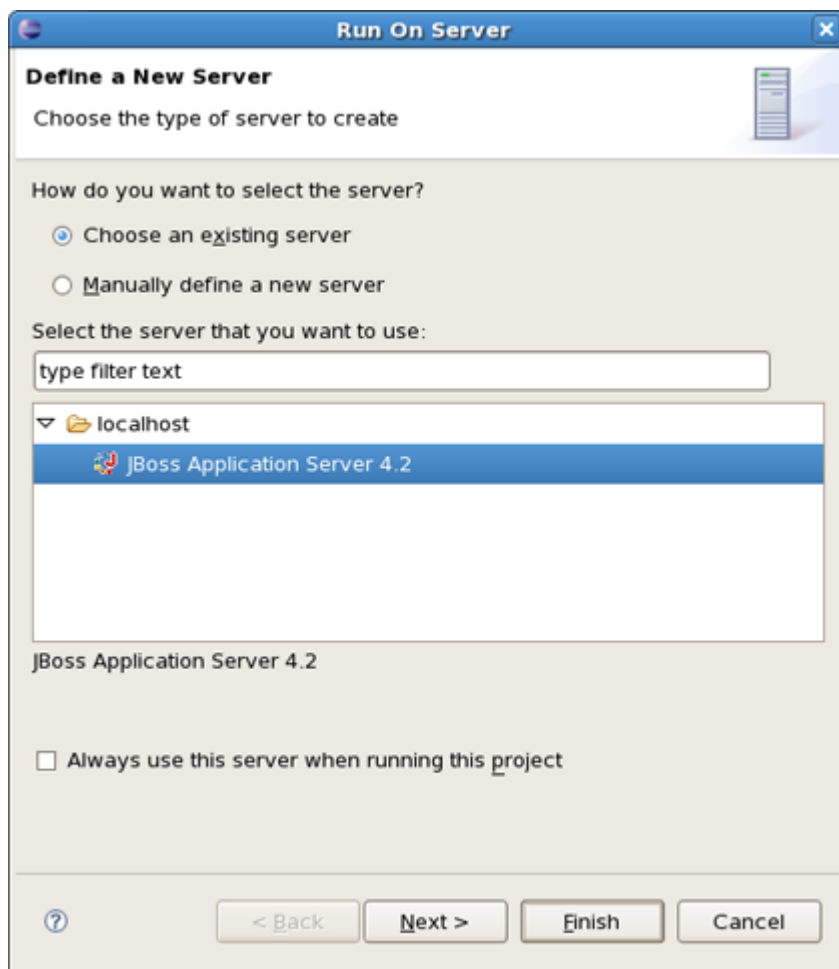 Run On Server
Define a New Server
Choose the type of server to create
How do you want to select the server?
Choose an existing server
Manually define a new server
Select the server that you want to use:
type filter text
localhost
JBoss Application Server 4.2
JBoss Application Server 4.2
Always use this server when running this project
? < Back Next > Finish Cancel